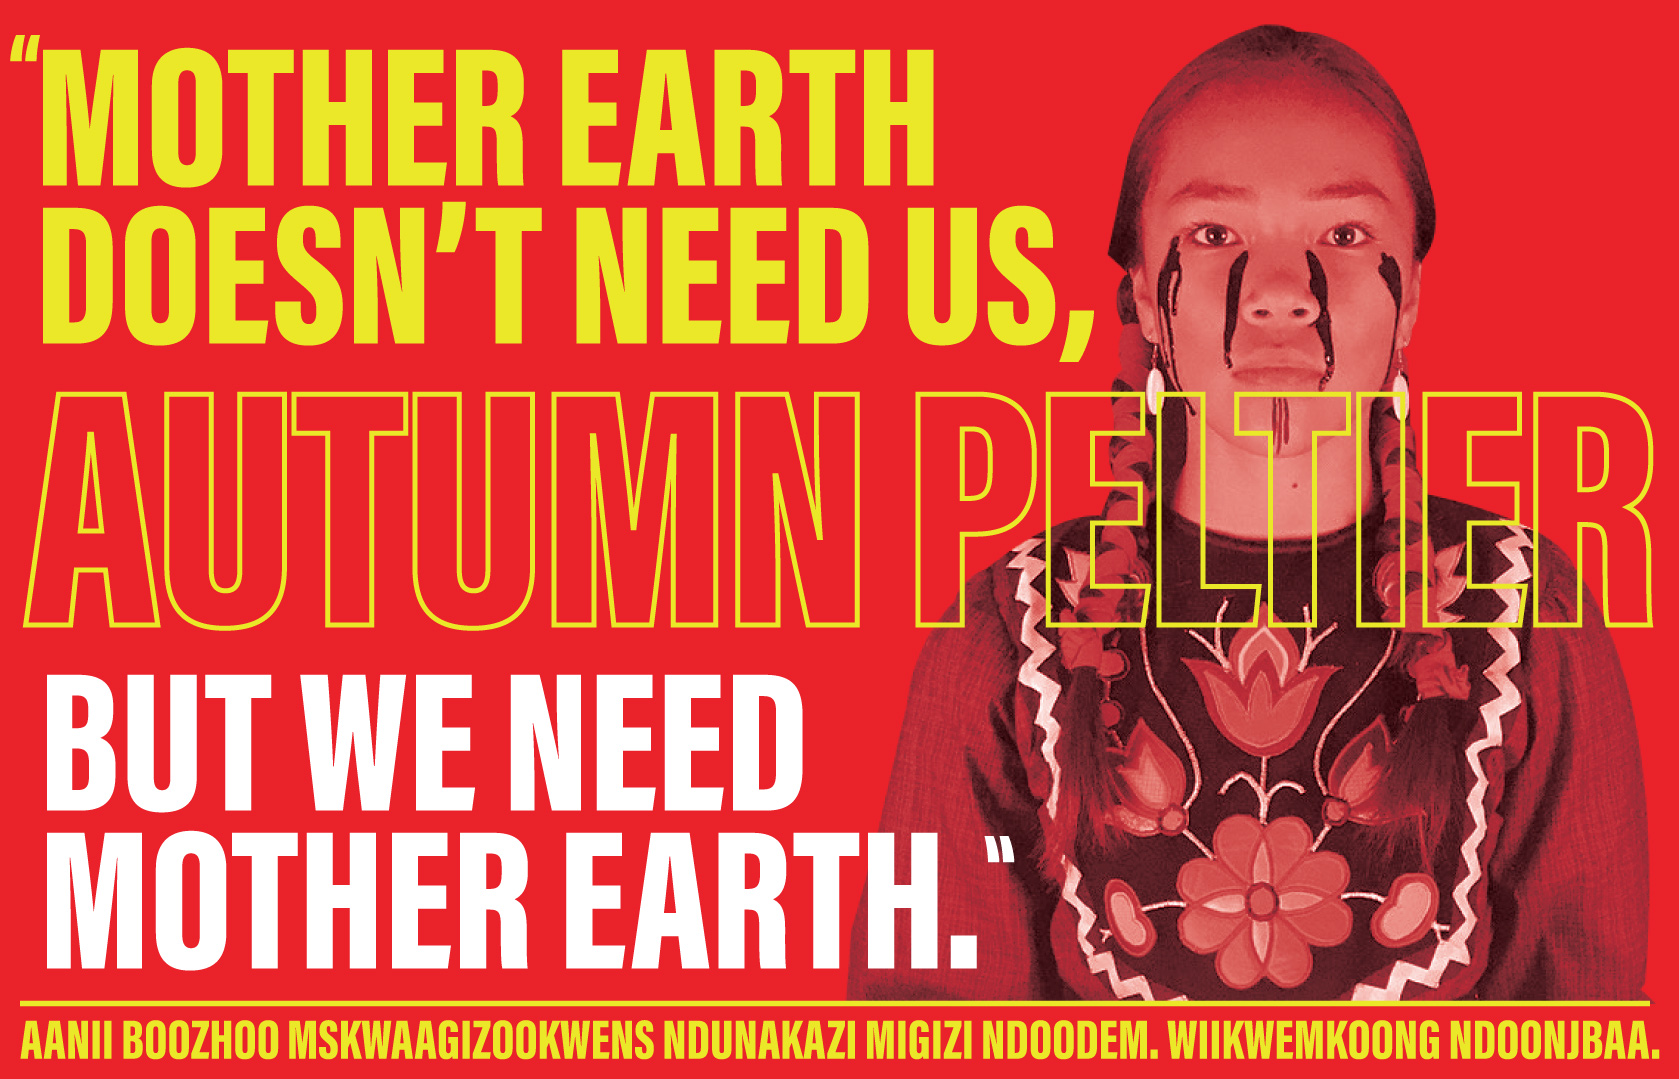 “MOTHER EARTH
DOESN’T NEED US,
AUTUMN PELTIER
BUT WE NEED
MOTHER EARTH."
AANII BOOZHOO MSKWAAGIZOOKWENS NDUNAKAZI MIGIZI NDOODEM. WIIKWEMKOONG NDOONJBAA.